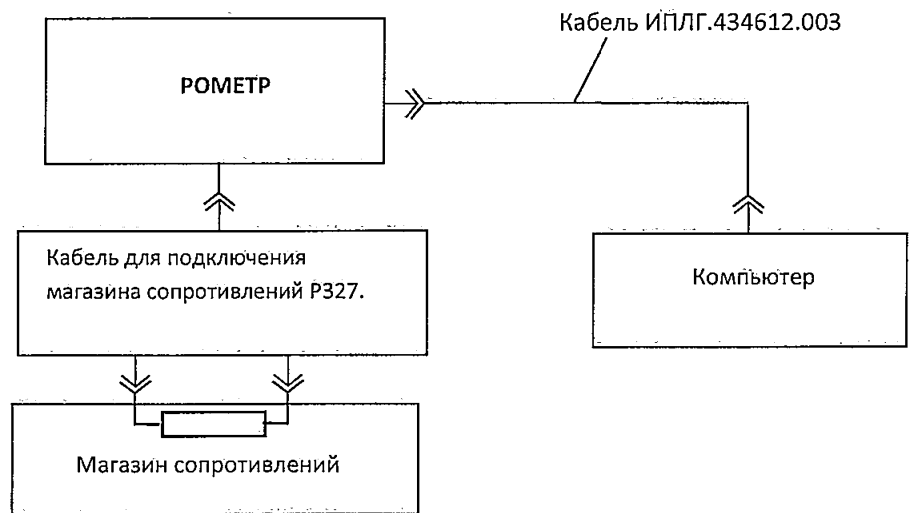 Кабель ИПЛГ.434612.003
РОМЕТР
Кабель для подключения
магазина сопротивлений Р327.
Компьютер
Магазин сопротивлений